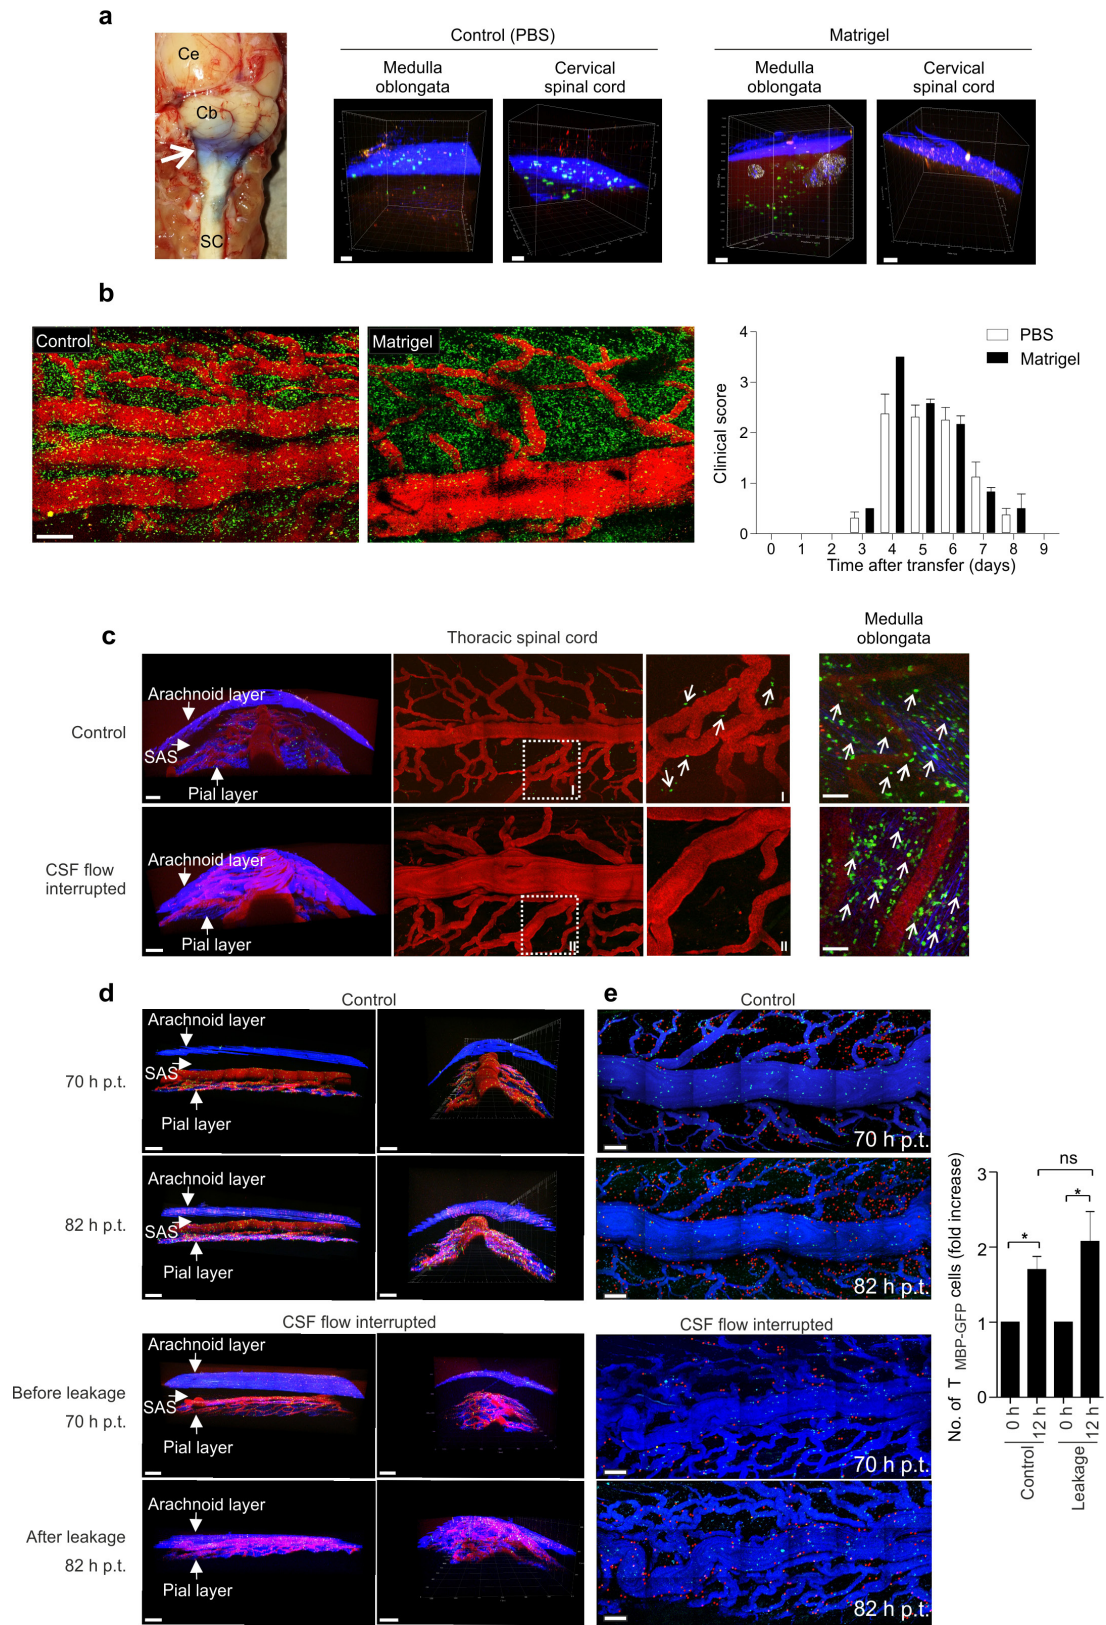 a
Ce
Cb
SC
Control (PBS)
Medulla
oblongata
Cervical
spinal cord
Matrigel
Medulla
oblongata
Cervical
spinal cord
b
Control
Matrigel
Clinical score
4
3
2
1
0
PBS
Matrigel
0 1 2 3 4 5 6 7 8 9
Time after transfer (days)
c
Thoracic spinal cord
Medulla
oblongata
Control
Arachnoid layer
SAS
Pial layer
I
I
CSF flow
interrupted
Arachnoid layer
Pial layer
II
II
d
Control
70 h p.t.
Arachnoid layer
SAS
Pial layer
82 h p.t.
Arachnoid layer
SAS
Pial layer
CSF flow interrupted
Before leakage
70 h p.t.
Arachnoid layer
SAS
Pial layer
After leakage
82 h p.t.
Arachnoid layer
Pial layer
e
Control
70 h p.t.
82 h p.t.
CSF flow interrupted
70 h p.t.
82 h p.t.
No. of T MBP-GFP cells (fold increase)
3
2
1
0
*
ns
*
0 h
12 h
0 h
12 h
Control
Leakage